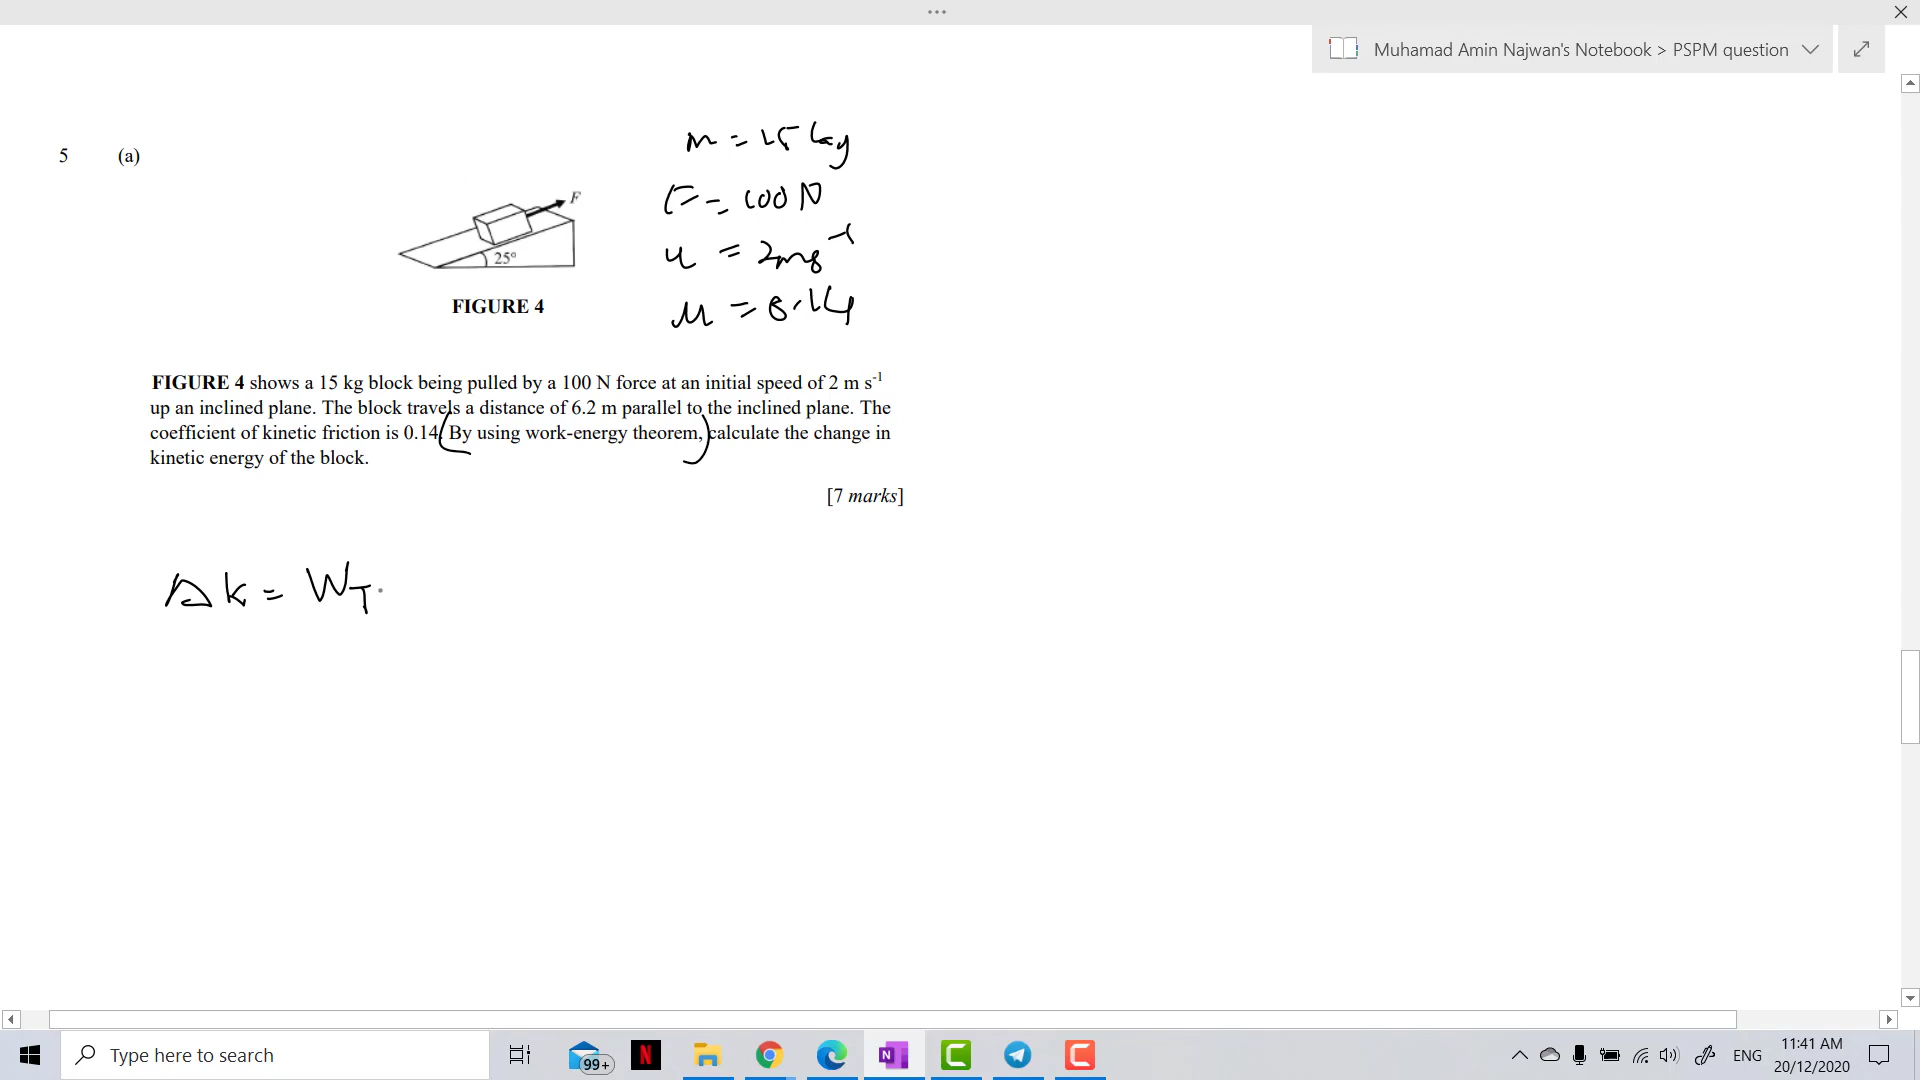 Muhamad Amin Najwan's Notebook > PSPM question
5 (a)
F
25°
FIGURE 4
m = 15 kg
F = 100 N
u = 2ms⁻¹
μ = 0.14
FIGURE 4 shows a 15 kg block being pulled by a 100 N force at an initial speed of 2 m s⁻¹
up an inclined plane. The block travels a distance of 6.2 m parallel to the inclined plane. The
coefficient of kinetic friction is 0.14. By using work-energy theorem, calculate the change in
kinetic energy of the block.
[7 marks]
Δk = W_T
Type here to search
99+
N
N
ENG
11:41 AM
20/12/2020